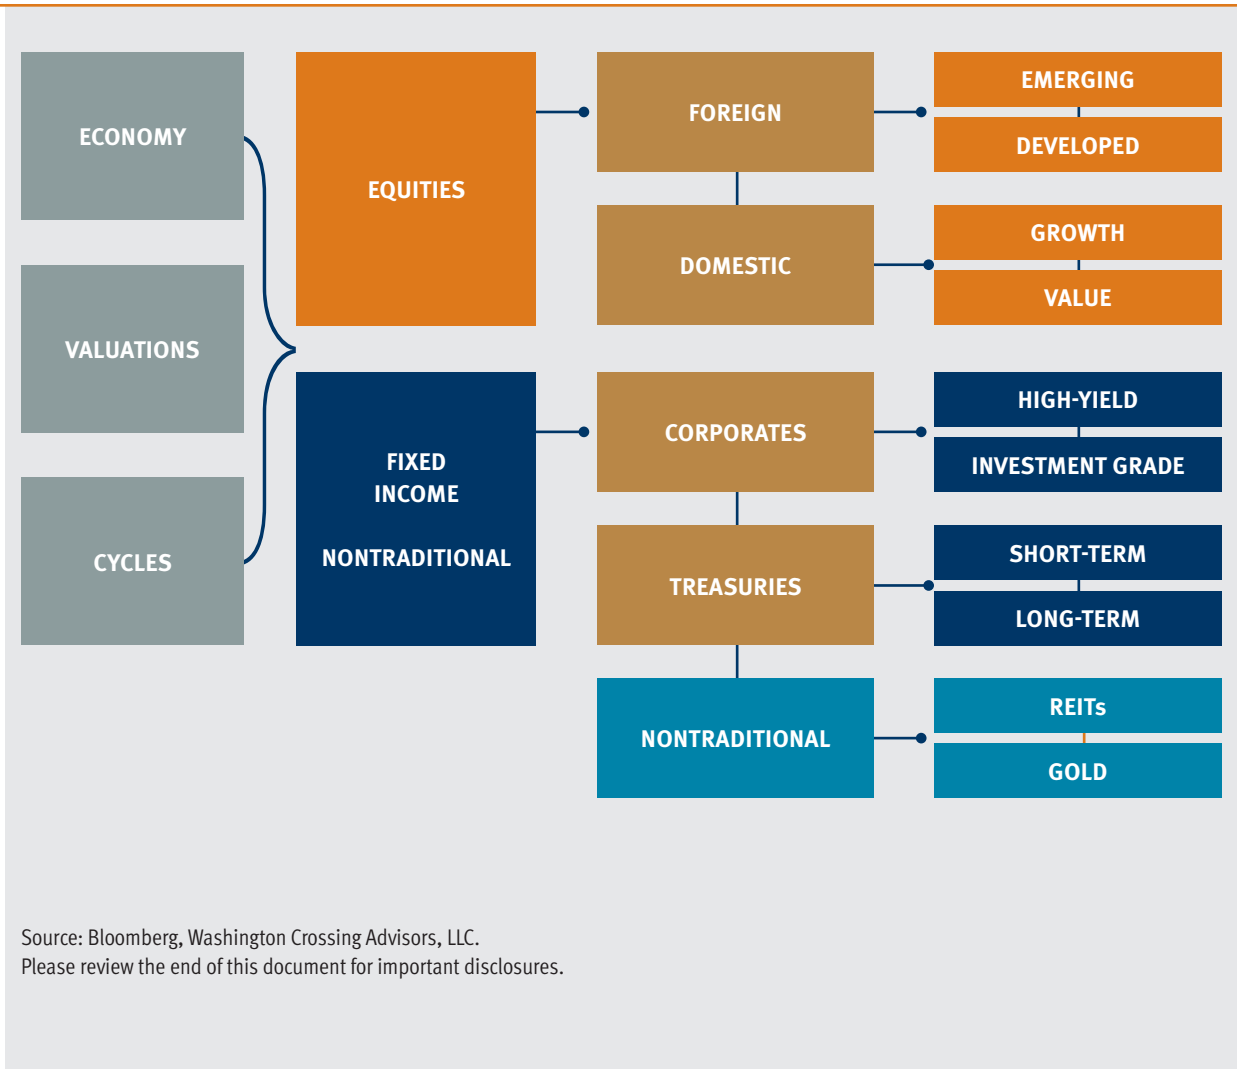 ECONOMY
VALUATIONS
CYCLES
EQUITIES
FIXED
INCOME
NONTRADITIONAL
FOREIGN
DOMESTIC
CORPORATES
TREASURIES
NONTRADITIONAL
EMERGING
DEVELOPED
GROWTH
VALUE
HIGH-YIELD
INVESTMENT GRADE
SHORT-TERM
LONG-TERM
REITs
GOLD
Source: Bloomberg, Washington Crossing Advisors, LLC.
Please review the end of this document for important disclosures.